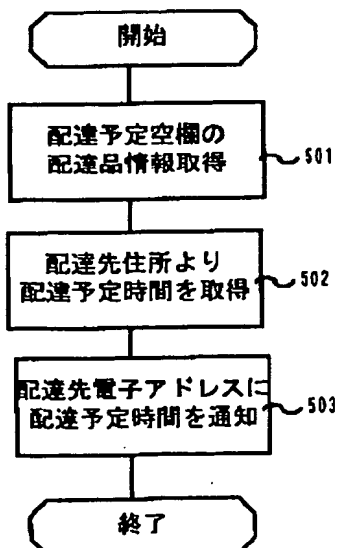 開始
配達予定空欄の
配達品情報取得
501
配達先住所より
配達予定時間を取得
502
配達先電子アドレスに
配達予定時間を通知
503
終了